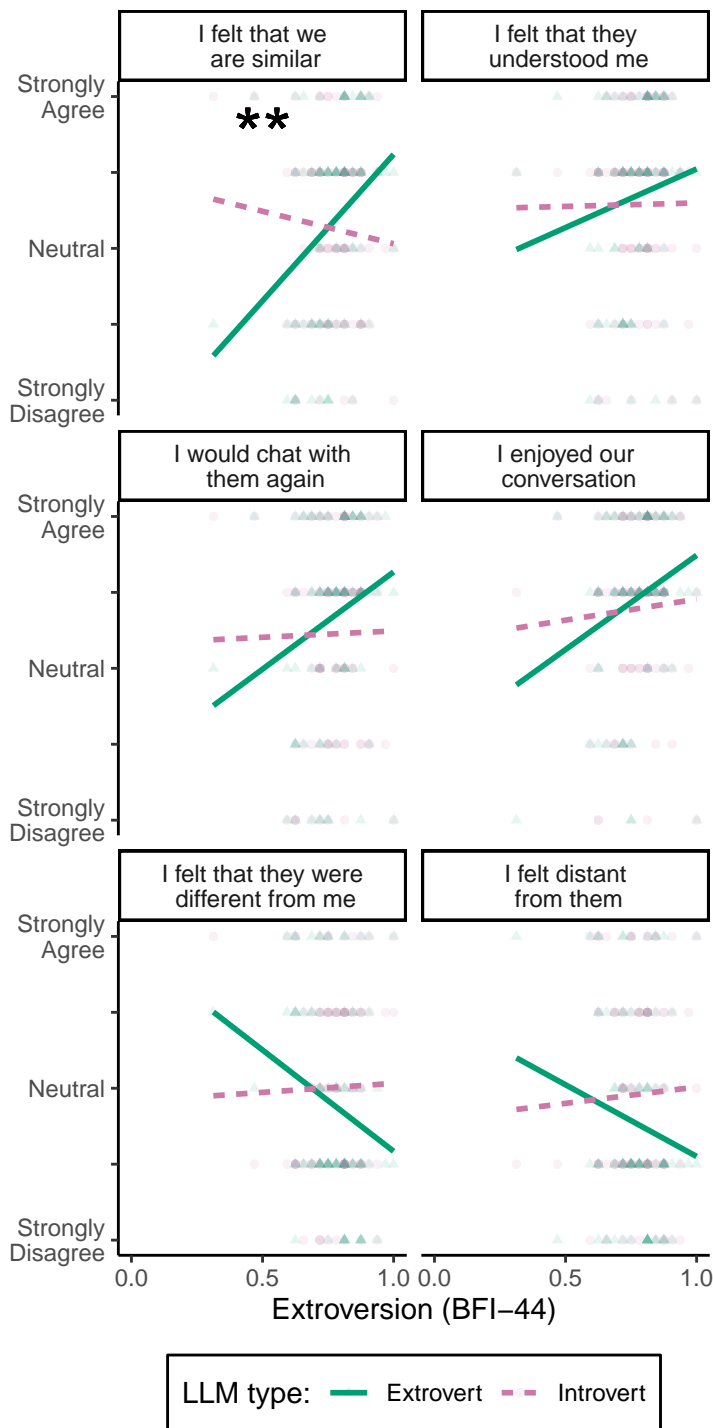 I felt that we
are similar
I felt that they
understood me
Strongly
Agree
**
Neutral
Strongly
Disagree
I would chat with
them again
I enjoyed our
conversation
Strongly
Agree
Neutral
Strongly
Disagree
I felt that they were
different from me
I felt distant
from them
Strongly
Agree
Neutral
Strongly
Disagree
0.0 0.5 1.0 0.0 0.5 1.0
Extroversion (BFI−44)
LLM type: Extrovert Introvert